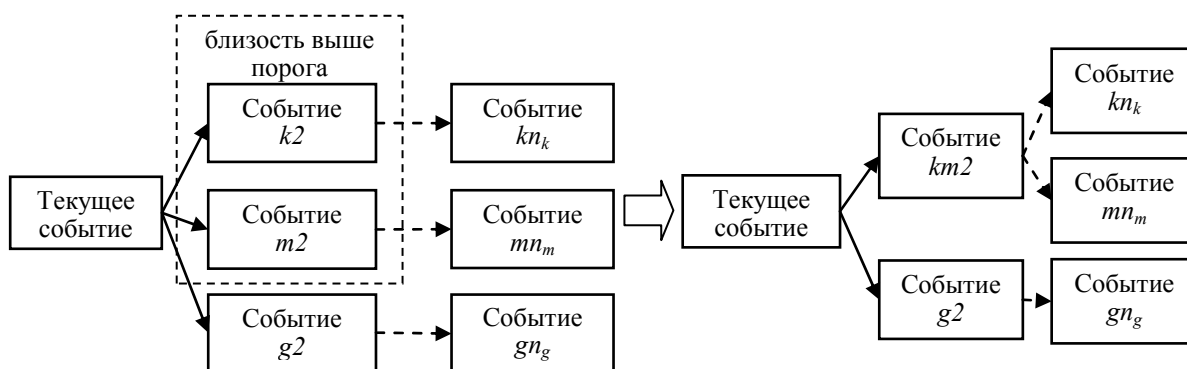 близость выше
порога
Событие
k2
Событие
kn_k
Текущее
событие
Событие
m2
Событие
mn_m
Событие
g2
Событие
gn_g
Текущее
событие
Событие
km2
Событие
kn_k
Событие
mn_m
Событие
g2
Событие
gn_g